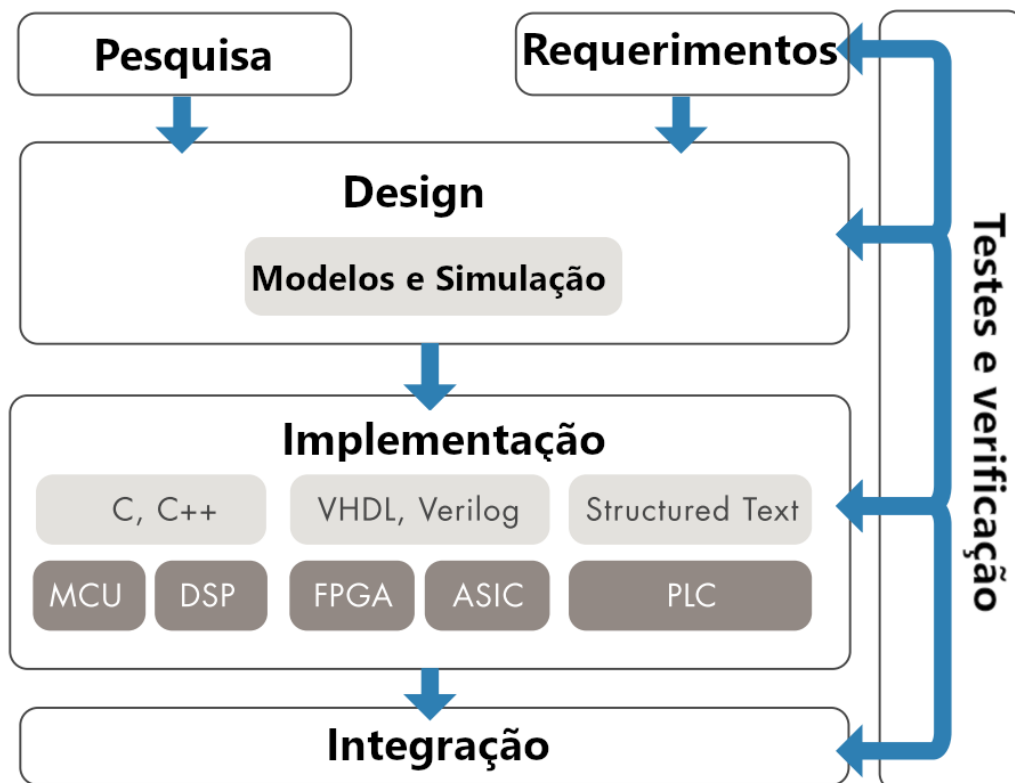 Pesquisa
Requerimentos
Design
Modelos e Simulação
Implementação
C, C++
VHDL, Verilog
Structured Text
MCU
DSP
FPGA
ASIC
PLC
Integração
Testes e verificação